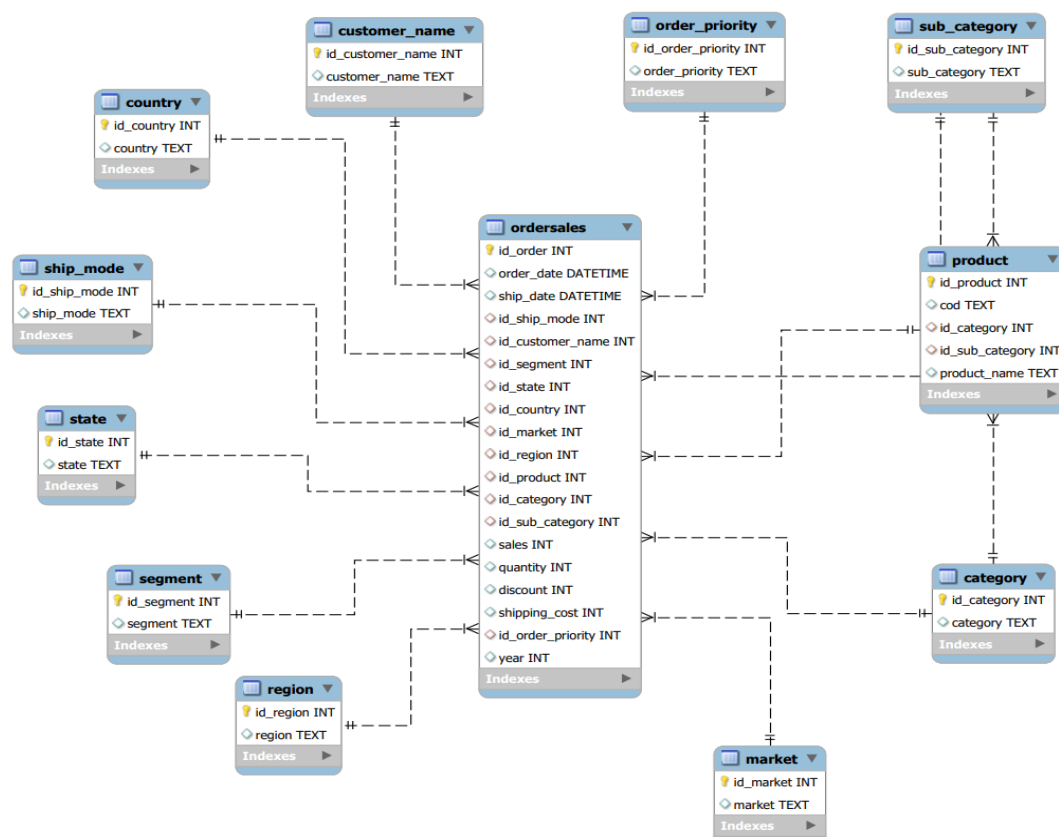 customer_name
id_customer_name INT
customer_name TEXT
Indexes
order_priority
id_order_priority INT
order_priority TEXT
Indexes
sub_category
id_sub_category INT
sub_category TEXT
Indexes
country
id_country INT
country TEXT
Indexes
ship_mode
id_ship_mode INT
ship_mode TEXT
Indexes
state
id_state INT
state TEXT
Indexes
segment
id_segment INT
segment TEXT
Indexes
region
id_region INT
region TEXT
Indexes
ordersales
id_order INT
order_date DATETIME
ship_date DATETIME
id_ship_mode INT
id_customer_name INT
id_segment INT
id_state INT
id_country INT
id_market INT
id_region INT
id_product INT
id_category INT
id_sub_category INT
sales INT
quantity INT
discount INT
shipping_cost INT
id_order_priority INT
year INT
Indexes
product
id_product INT
cod TEXT
id_category INT
id_sub_category INT
product_name TEXT
Indexes
category
id_category INT
category TEXT
Indexes
market
id_market INT
market TEXT
Indexes